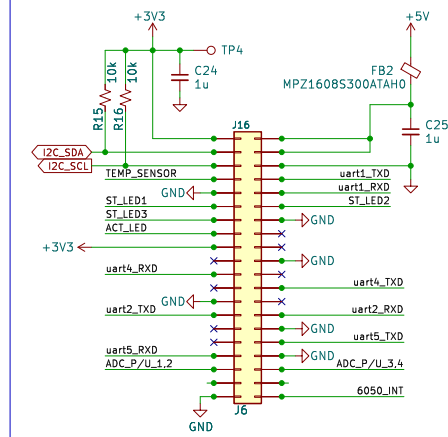 +3V3
+5V
TP4
10k
10k
C24
1u
FB2
MPZ1608S300ATAH0
R15
R16
C25
1u
J16
I2C_SDA
I2C_SCL
TEMP_SENSOR
uart1_TXD
GND
uart1_RXD
ST_LED1
ST_LED2
ST_LED3
GND
ACT_LED
+3V3
GND
uart4_RXD
uart4_TXD
GND
uart2_TXD
uart2_RXD
GND
uart5_TXD
uart5_RXD
GND
ADC_P/U_1,2
ADC_P/U_3,4
6050_INT
J6
GND